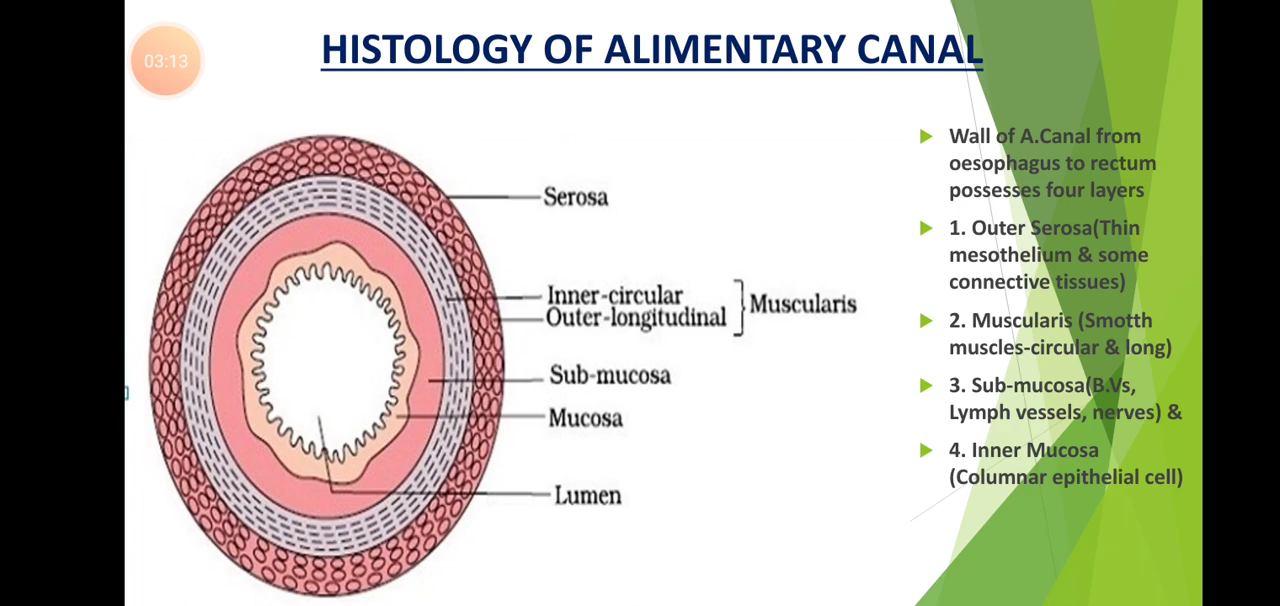 03:13
HISTOLOGY OF ALIMENTARY CANAL
Serosa
Inner-circular
Outer-longitudinal
Muscularis
Sub-mucosa
Mucosa
Lumen
Wall of A.Canal from
oesophagus to rectum
possesses four layers
1. Outer Serosa(Thin
mesothelium & some
connective tissues)
2. Muscularis (Smotth
muscles-circular & long)
3. Sub-mucosa(B.Vs,
Lymph vessels, nerves) &
4. Inner Mucosa
(Columnar epithelial cell)